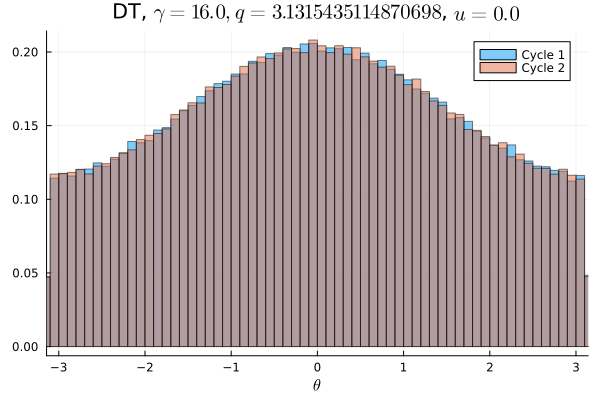 DT, γ = 16.0, q = 3.1315435114870698, u = 0.0
0.20
0.15
0.10
0.05
0.00
Cycle 1
Cycle 2
−3 −2 −1 0 1 2 3
θ